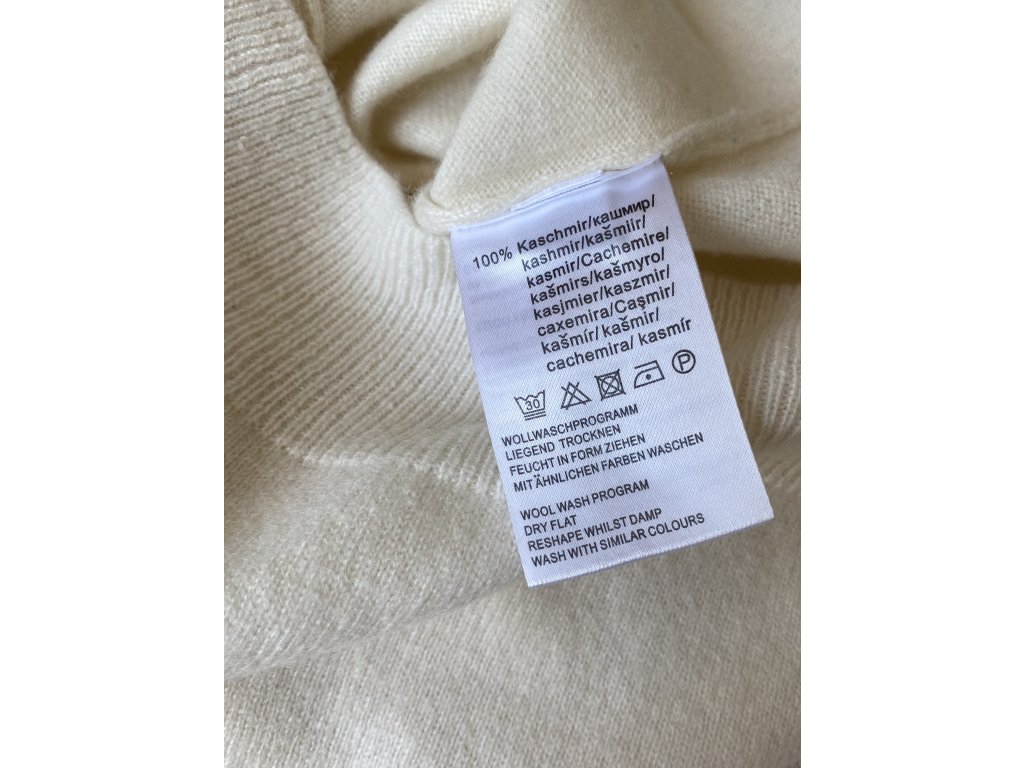 100% Kaschmir/кашмир/
kashmir/kašmiir/
kasmir/Cachemire/
kašmirs/kašmyro/
kasjmier/kaszmir/
caxemira/Caşmir/
kašmír/ kašmir/
cachemira/ kasmír
30 P
WOLLWASCHPROGRAMM
LIEGEND TROCKNEN
FEUCHT IN FORM ZIEHEN
MIT ÄHNLICHEN FARBEN WASCHEN
WOOL WASH PROGRAM
DRY FLAT
RESHAPE WHILST DAMP
WASH WITH SIMILAR COLOURS